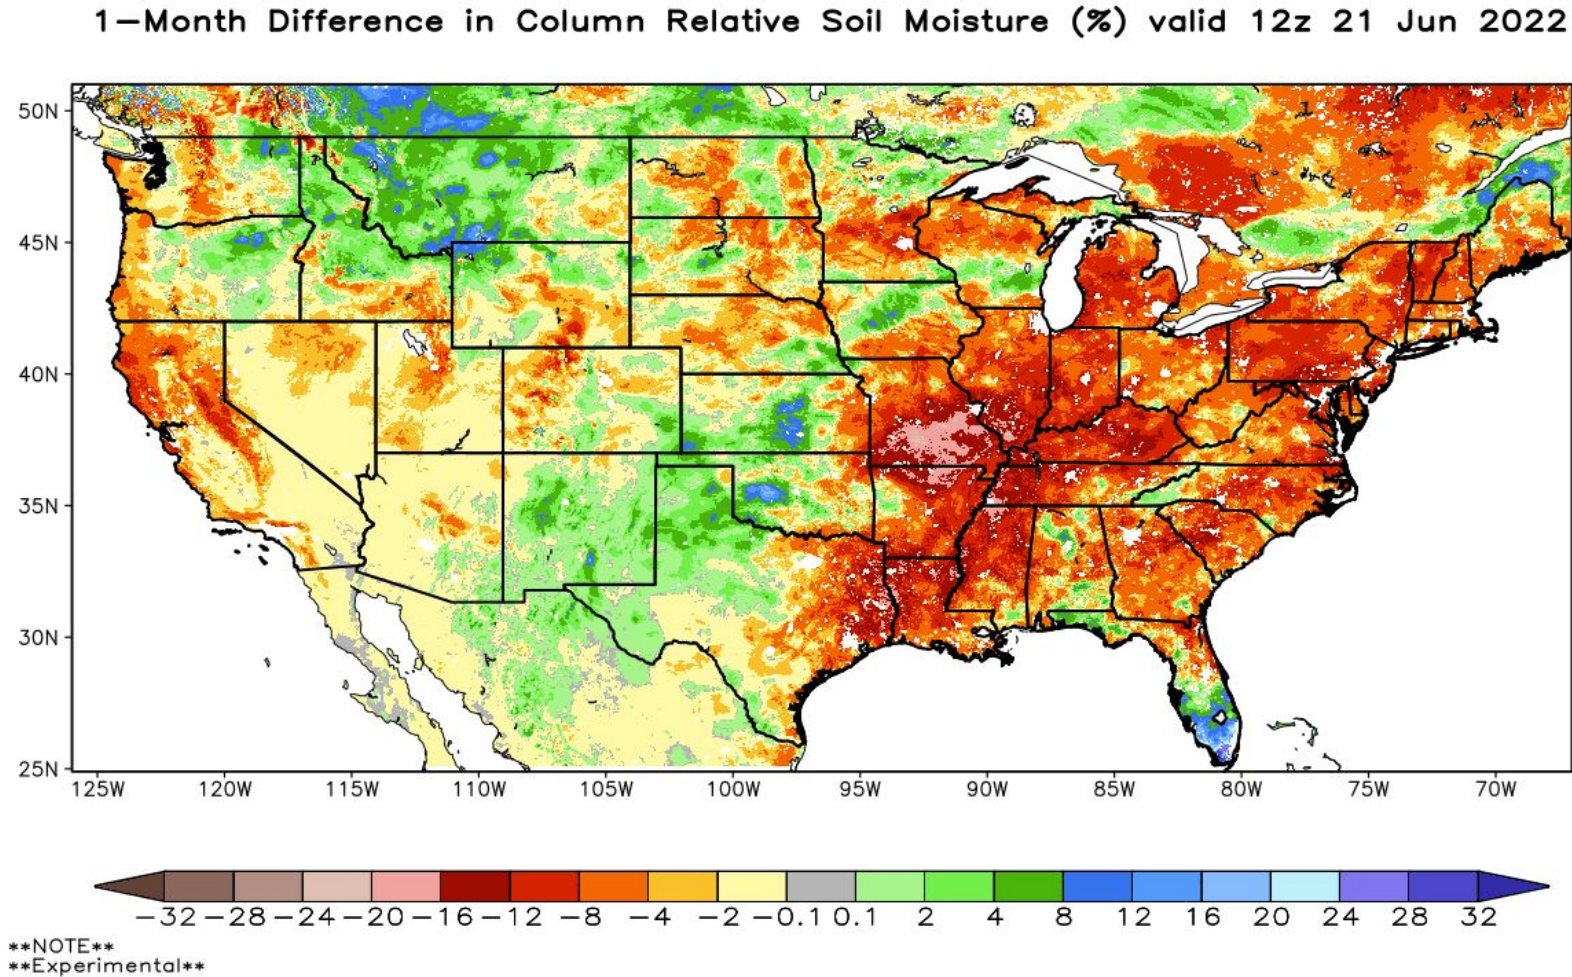 1-Month Difference in Column Relative Soil Moisture (%) valid 12z 21 Jun 2022
50N
45N
40N
35N
30N
25N
125W 120W 115W 110W 105W 100W 95W 90W 85W 80W 75W 70W
-32 -28 -24 -20 -16 -12 -8 -4 -2 -0.1 0.1 2 4 8 12 16 20 24 28 32
**NOTE**
**Experimental**